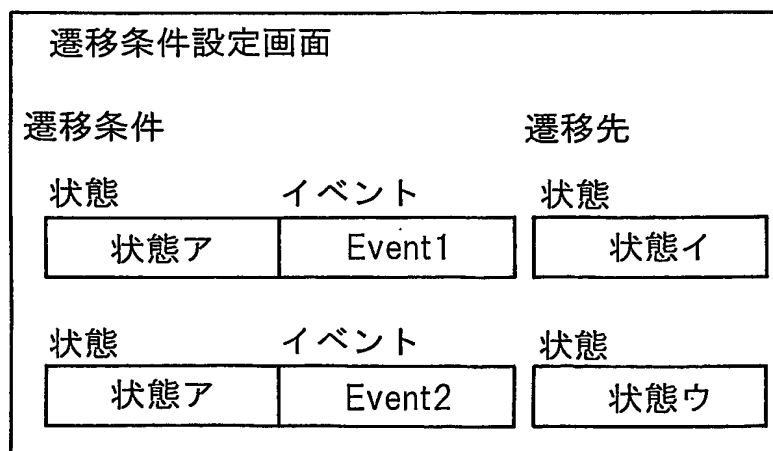 遷移条件設定画面
遷移条件 遷移先
状態 イベント 状態
状態ア Event1 状態イ
状態 イベント 状態
状態ア Event2 状態ウ